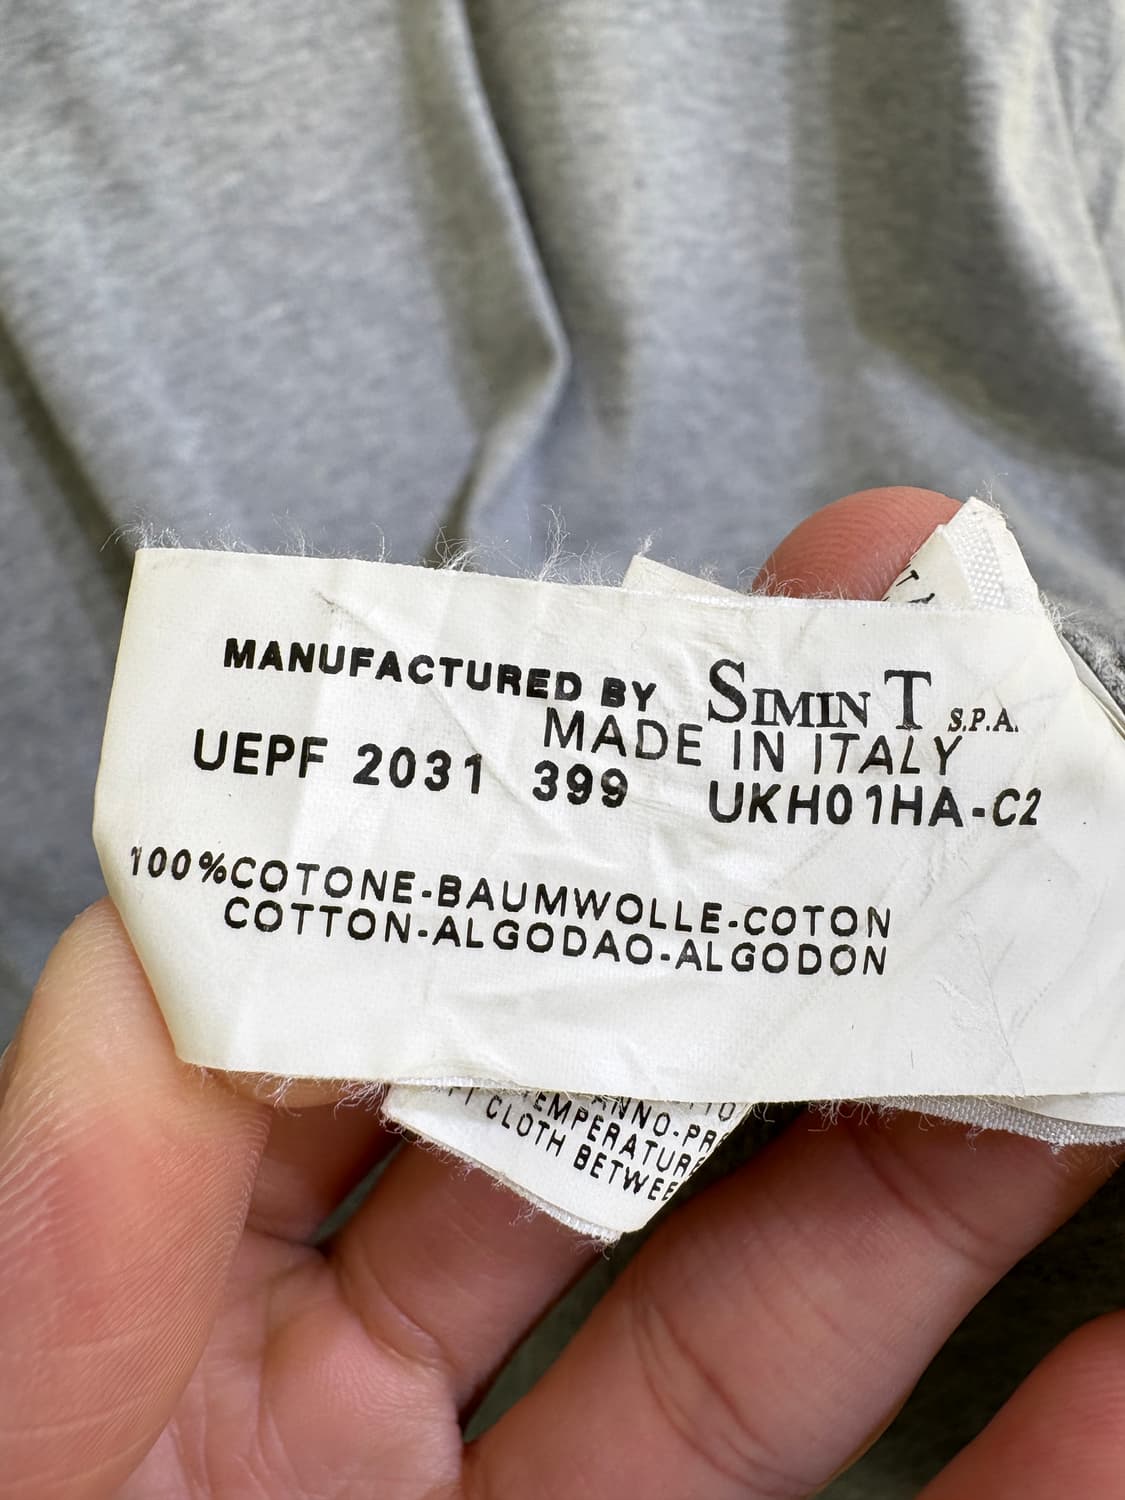 MANUFACTURED BY SIMIN T S.P.A.
MADE IN ITALY
UEPF 2031 399 UKH01HA-C2
100%COTONE-BAUMWOLLE-COTON
COTTON-ALGODAO-ALGODON
CLOTH BETWEE